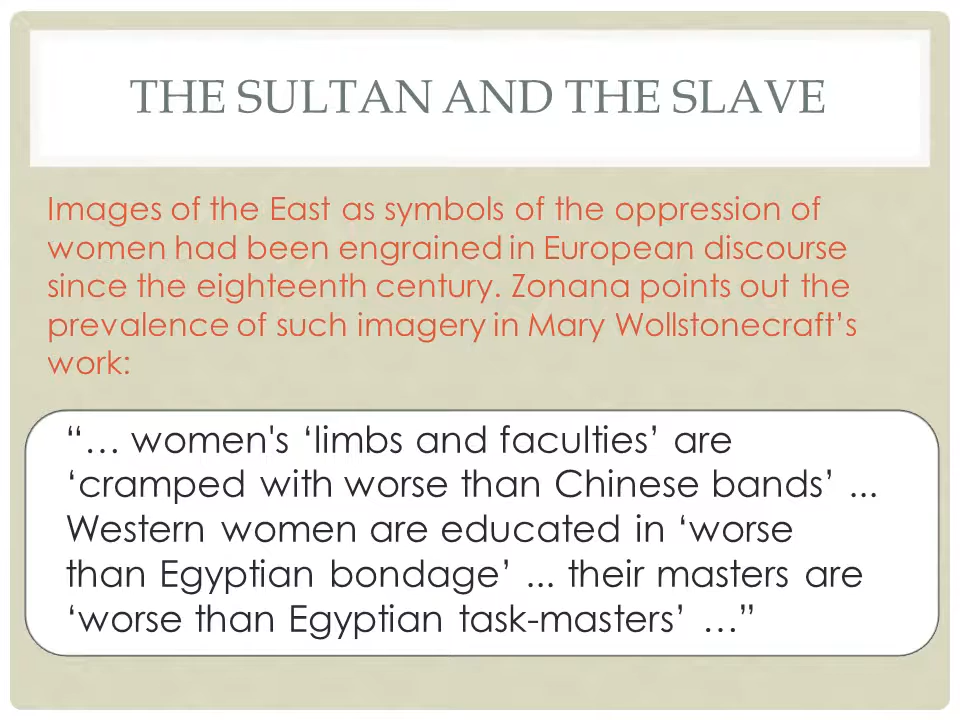 THE SULTAN AND THE SLAVE
Images of the East as symbols of the oppression of
women had been engrained in European discourse
since the eighteenth century. Zonana points out the
prevalence of such imagery in Mary Wollstonecraft’s
work:
“… women's ‘limbs and faculties’ are
‘cramped with worse than Chinese bands’ ...
Western women are educated in ‘worse
than Egyptian bondage’ ... their masters are
‘worse than Egyptian task-masters’ …”